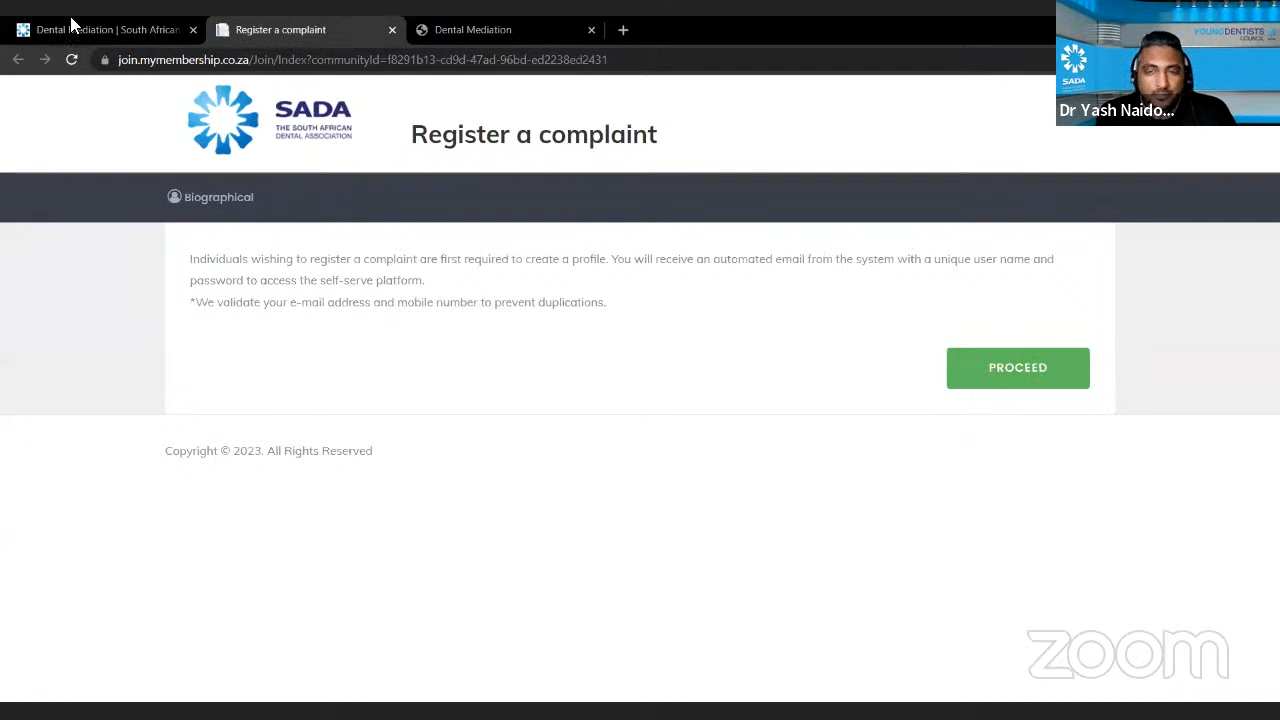 Dental Mediation | South African
Register a complaint
Dental Mediation
join.mymembership.co.za/Join/Index?communityId=f8291b13-cd9d-47ad-96bd-ed2238ed2431
YOUNGDENTISTS
COUNCIL
SADA
Dr Yash Naido...
SADA
THE SOUTH AFRICAN
DENTAL ASSOCIATION
Register a complaint
Biographical
Individuals wishing to register a complaint are first required to create a profile. You will receive an automated email from the system with a unique user name and
password to access the self-serve platform.
*We validate your e-mail address and mobile number to prevent duplications.
PROCEED
Copyright © 2023. All Rights Reserved
zoom